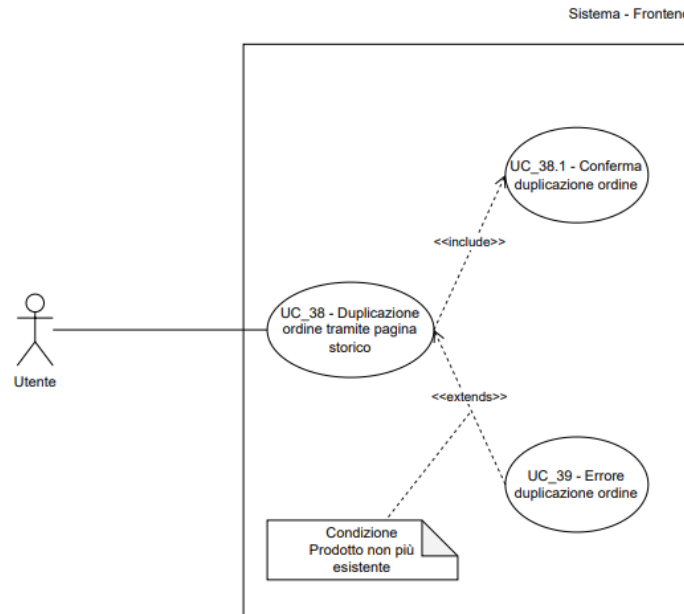 Sistema - Frontend
UC_38.1 - Conferma
duplicazione ordine
<<include>>
UC_38 - Duplicazione
ordine tramite pagina
storico
Utente
<<extends>>
UC_39 - Errore
duplicazione ordine
Condizione
Prodotto non più
esistente